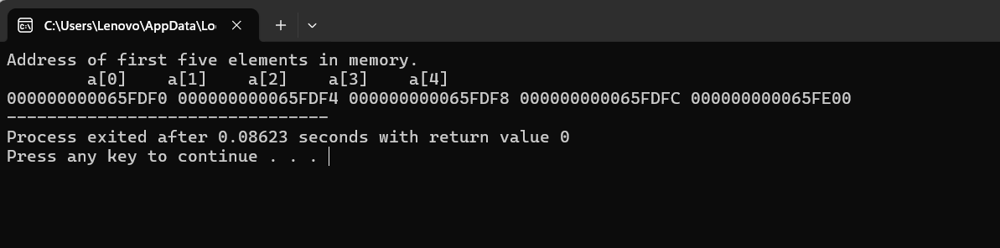 C:\Users\Lenovo\AppData\Lo
Address of first five elements in memory.
        a[0]    a[1]    a[2]    a[3]    a[4]
000000000065FDF0 000000000065FDF4 000000000065FDF8 000000000065FDFC 000000000065FE00
--------------------------------
Process exited after 0.08623 seconds with return value 0
Press any key to continue . . .